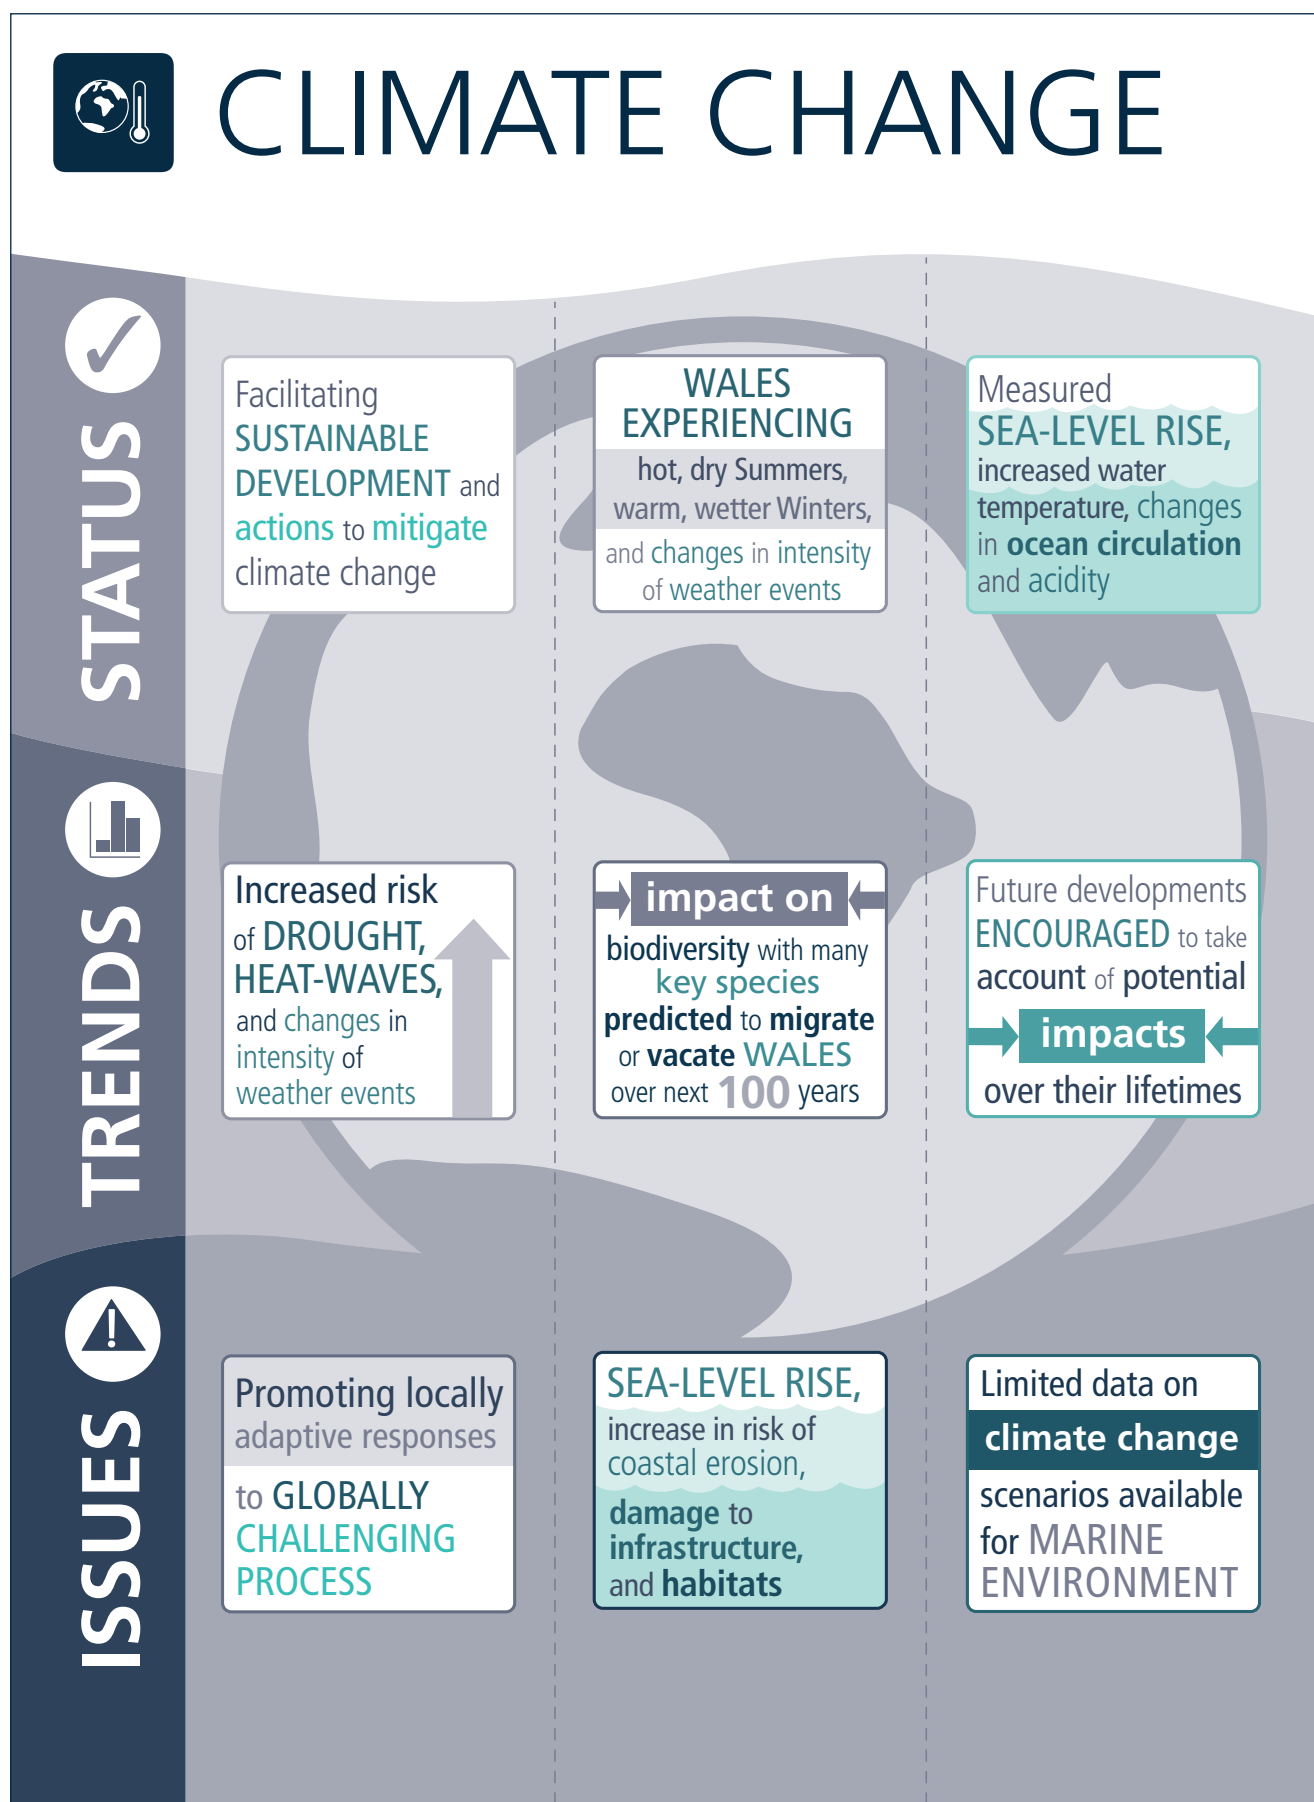 CLIMATE CHANGE
STATUS
Facilitating
SUSTAINABLE
DEVELOPMENT and
actions to mitigate
climate change
WALES
EXPERIENCING
hot, dry Summers,
warm, wetter Winters,
and changes in intensity
of weather events
Measured
SEA-LEVEL RISE,
increased water
temperature, changes
in ocean circulation
and acidity
TRENDS
Increased risk
of DROUGHT,
HEAT-WAVES,
and changes in
intensity of
weather events
impact on
biodiversity with many
key species
predicted to migrate
or vacate WALES
over next 100 years
Future developments
ENCOURAGED to take
account of potential
impacts
over their lifetimes
ISSUES
Promoting locally
adaptive responses
to GLOBALLY
CHALLENGING
PROCESS
SEA-LEVEL RISE,
increase in risk of
coastal erosion,
damage to
infrastructure,
and habitats
Limited data on
climate change
scenarios available
for MARINE
ENVIRONMENT